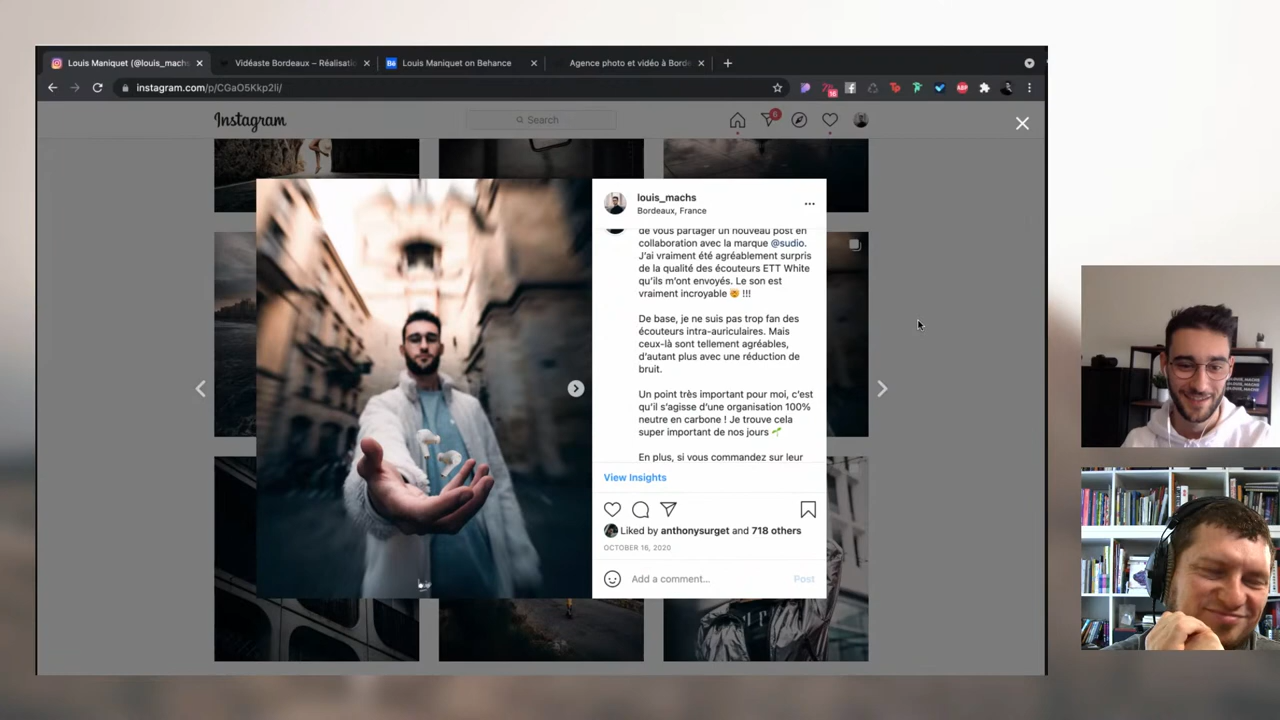 Louis Maniquet (@louis_machs
Vidéaste Bordeaux – Réalisati
Bē Louis Maniquet on Behance
Agence photo et vidéo à Borde
instagram.com/p/CGaO5Kkp2li/
16
ABP
Instagram
Search
6
louis_machs
Bordeaux, France
de vous partager un nouveau post en
collaboration avec la marque @sudio.
J'ai vraiment été agréablement surpris
de la qualité des écouteurs ETT White
qu'ils m'ont envoyés. Le son est
vraiment incroyable 🤯 !!!
De base, je ne suis pas trop fan des
écouteurs intra-auriculaires. Mais
ceux-là sont tellement agréables,
d'autant plus avec une réduction de
bruit.
Un point très important pour moi, c'est
qu'il s'agisse d'une organisation 100%
neutre en carbone ! Je trouve cela
super important de nos jours 🌱
En plus, si vous commandez sur leur
View Insights
Liked by anthonysurget and 718 others
OCTOBER 16, 2020
Add a comment...
Post